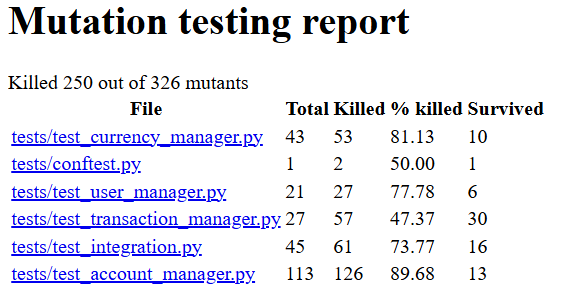 Mutation testing report
Killed 250 out of 326 mutants
File Total Killed % killed Survived
tests/test_currency_manager.py 43 53 81.13 10
tests/conftest.py 1 2 50.00 1
tests/test_user_manager.py 21 27 77.78 6
tests/test_transaction_manager.py 27 57 47.37 30
tests/test_integration.py 45 61 73.77 16
tests/test_account_manager.py 113 126 89.68 13